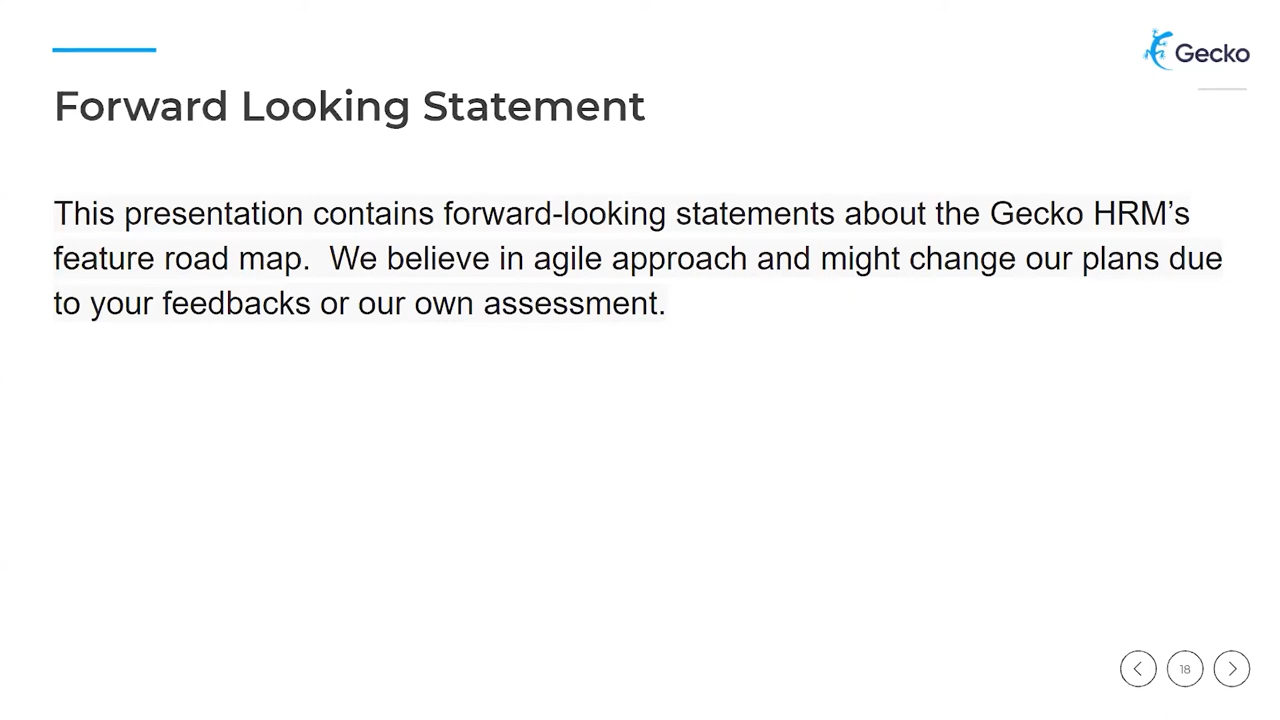 Gecko
Forward Looking Statement
This presentation contains forward-looking statements about the Gecko HRM’s
feature road map.  We believe in agile approach and might change our plans due
to your feedbacks or our own assessment.
18